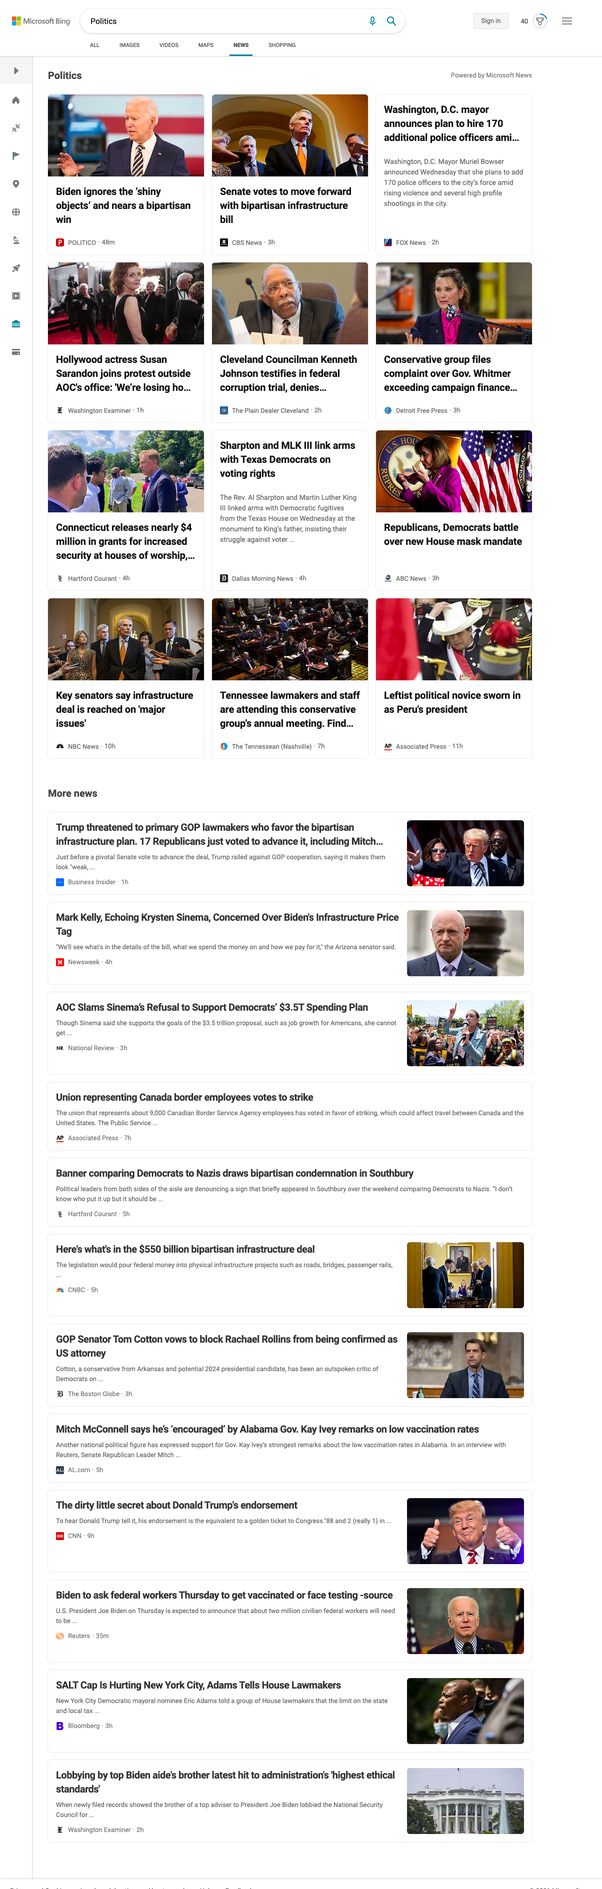 Microsoft Bing
Politics
Sign in
40
ALL IMAGES VIDEOS MAPS NEWS SHOPPING
Politics
Powered by Microsoft News
Biden ignores the 'shiny
objects' and nears a bipartisan
win
POLITICO · 48m
Senate votes to move forward
with bipartisan infrastructure
bill
CBS News · 3h
Washington, D.C. mayor
announces plan to hire 170
additional police officers ami...
Washington, D.C. Mayor Muriel Bowser
announced Wednesday that she plans to add
170 police officers to the city's force amid
rising violence and several high profile
shootings in the city.
FOX News · 2h
Hollywood actress Susan
Sarandon joins protest outside
AOC's office: 'We're losing ho...
Washington Examiner · 1h
Cleveland Councilman Kenneth
Johnson testifies in federal
corruption trial, denies...
The Plain Dealer Cleveland · 2h
Conservative group files
complaint over Gov. Whitmer
exceeding campaign finance...
Detroit Free Press · 3h
Connecticut releases nearly $4
million in grants for increased
security at houses of worship,...
Hartford Courant · 4h
Sharpton and MLK III link arms
with Texas Democrats on
voting rights
The Rev. Al Sharpton and Martin Luther King
III linked arms with Democratic fugitives
from the Texas House on Wednesday at the
monument to King's father, insisting their
struggle against voter ...
Dallas Morning News · 4h
Republicans, Democrats battle
over new House mask mandate
ABC News · 3h
Key senators say infrastructure
deal is reached on 'major
issues'
NBC News · 10h
Tennessee lawmakers and staff
are attending this conservative
group's annual meeting. Find...
The Tennessean (Nashville) · 7h
Leftist political novice sworn in
as Peru's president
AP Associated Press · 11h
More news
Trump threatened to primary GOP lawmakers who favor the bipartisan
infrastructure plan. 17 Republicans just voted to advance it, including Mitch...
Just before a pivotal Senate vote to advance the deal, Trump railed against GOP cooperation, saying it makes them
look "weak, ...
Business Insider · 1h
Mark Kelly, Echoing Krysten Sinema, Concerned Over Biden's Infrastructure Price
Tag
"We'll see what's in the details of the bill, what we spend the money on and how we pay for it," the Arizona senator said.
N Newsweek · 4h
AOC Slams Sinema's Refusal to Support Democrats' $3.5T Spending Plan
Though Sinema said she supports the goals of the $3.5 trillion proposal, such as job growth for Americans, she cannot
get ...
NR National Review · 3h
Union representing Canada border employees votes to strike
The union that represents about 9,000 Canadian Border Service Agency employees has voted in favor of striking, which could affect travel between Canada and the
United States. The Public Service ...
AP Associated Press · 7h
Banner comparing Democrats to Nazis draws bipartisan condemnation in Southbury
Political leaders from both sides of the aisle are denouncing a sign that briefly appeared in Southbury over the weekend comparing Democrats to Nazis. "I don't
know who put it up but it should be ...
Hartford Courant · 5h
Here's what's in the $550 billion bipartisan infrastructure deal
The legislation would pour federal money into physical infrastructure projects such as roads, bridges, passenger rails,
...
CNBC · 5h
GOP Senator Tom Cotton vows to block Rachael Rollins from being confirmed as
US attorney
Cotton, a conservative from Arkansas and potential 2024 presidential candidate, has been an outspoken critic of
Democrats on ...
The Boston Globe · 3h
Mitch McConnell says he's 'encouraged' by Alabama Gov. Kay Ivey remarks on low vaccination rates
Another national political figure has expressed support for Gov. Kay Ivey's strongest remarks about the low vaccination rates in Alabama. In an interview with
Reuters, Senate Republican Leader Mitch ...
AL.com · 5h
The dirty little secret about Donald Trump's endorsement
To hear Donald Trump tell it, his endorsement is the equivalent to a golden ticket to Congress."88 and 2 (really 1) in ...
CNN · 9h
Biden to ask federal workers Thursday to get vaccinated or face testing -source
U.S. President Joe Biden on Thursday is expected to announce that about two million civilian federal workers will need
to be ...
Reuters · 35m
SALT Cap Is Hurting New York City, Adams Tells House Lawmakers
New York City Democratic mayoral nominee Eric Adams told a group of House lawmakers that the limit on the state
and local tax ...
B Bloomberg · 3h
Lobbying by top Biden aide's brother latest hit to administration's 'highest ethical
standards'
When newly filed records showed the brother of a top adviser to President Joe Biden lobbied the National Security
Council for ...
Washington Examiner · 2h